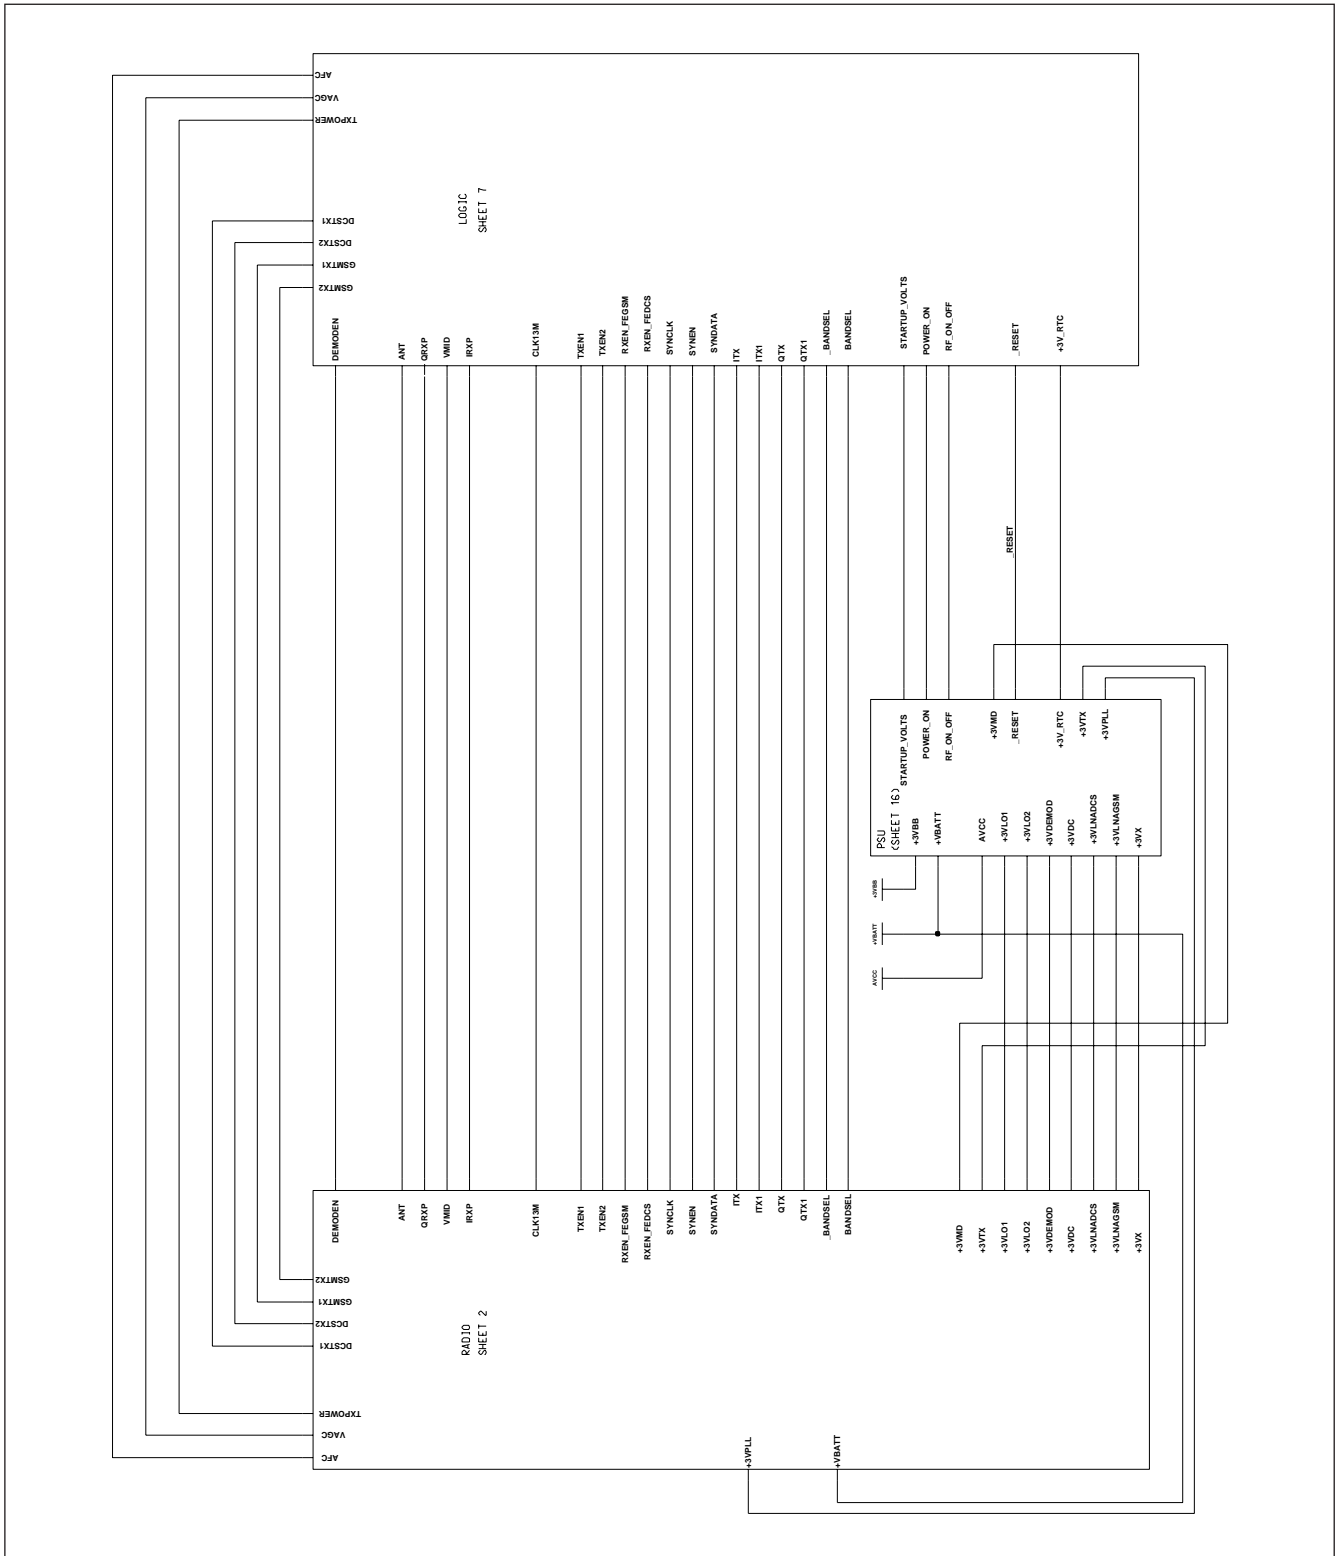 AFC
VAGC
TXPOWER
DCSTX1
DCSTX2
GSMTX1
GSMTX2
LOGIC
SHEET 7
DEMODEN
ANT
QRXP
VMID
IRXP
CLK13M
TXEN1
TXEN2
RXEN_FEGSM
RXEN_FEDCS
SYNCLK
SYNEN
SYNDATA
ITX
ITX1
QTX
QTX1
_BANDSEL
BANDSEL
STARTUP_VOLTS
POWER_ON
RF_ON_OFF
_RESET
+3V_RTC
_RESET
STARTUP_VOLTS
POWER_ON
RF_ON_OFF
+3VMD
_RESET
+3V_RTC
+3VTX
+3VPLL
PSU
(SHEET 16)
+3VBB
+VBATT
AVCC
+3VLO1
+3VLO2
+3VDEMOD
+3VDC
+3VLNADCS
+3VLNAGSM
+3VX
+3VBB
+VBATT
AVCC
DEMODEN
ANT
QRXP
VMID
IRXP
CLK13M
TXEN1
TXEN2
RXEN_FEGSM
RXEN_FEDCS
SYNCLK
SYNEN
SYNDATA
ITX
ITX1
QTX
QTX1
_BANDSEL
BANDSEL
+3VMD
+3VTX
+3VLO1
+3VLO2
+3VDEMOD
+3VDC
+3VLNADCS
+3VLNAGSM
+3VX
GSMTX2
GSMTX1
DCSTX2
DCSTX1
RADIO
SHEET 2
TXPOWER
VAGC
AFC
+3VPLL
+VBATT